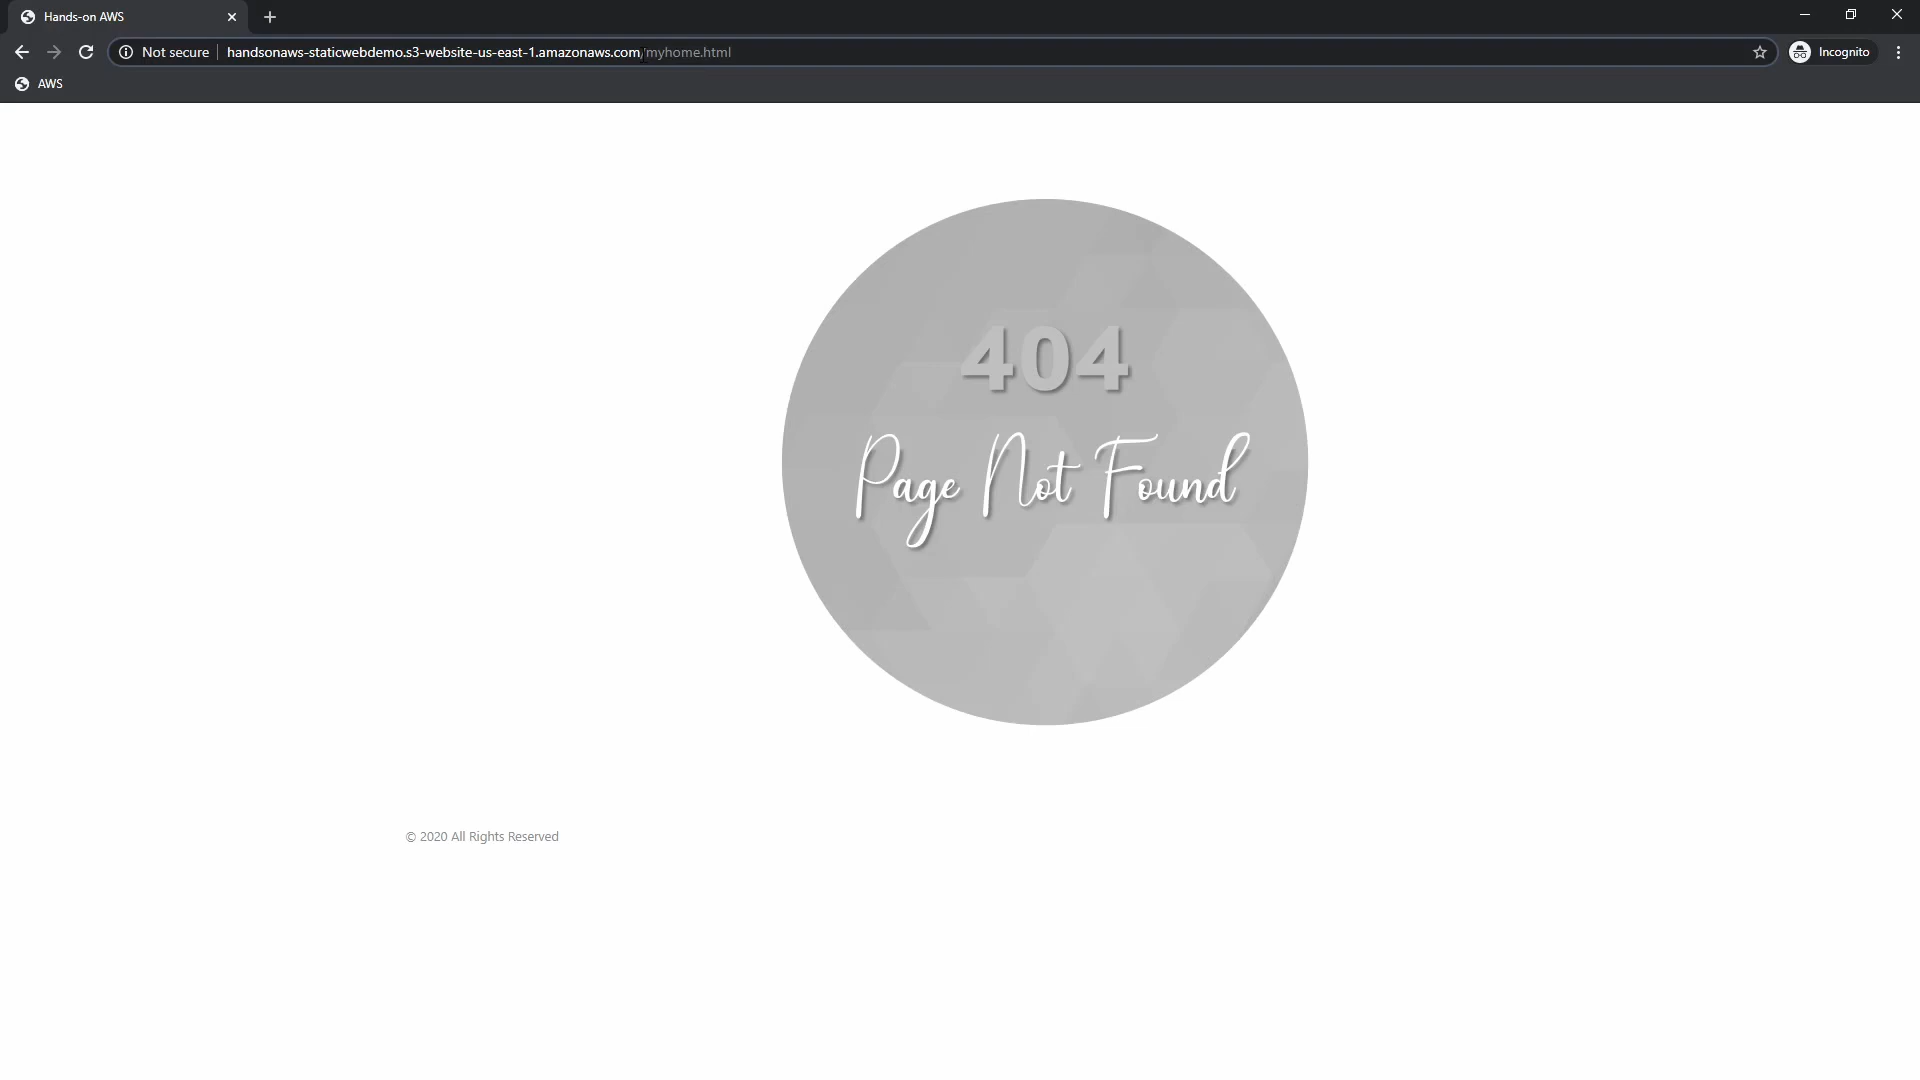 Hands-on AWS
Not secure handsonaws-staticwebdemo.s3-website-us-east-1.amazonaws.com/myhome.html
Incognito
AWS
404
Page Not Found
© 2020 All Rights Reserved